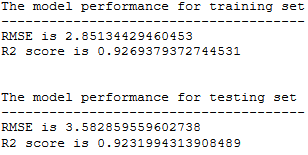 The model performance for training set
--------------------------------------
RMSE is 2.85134429460453
R2 score is 0.9269379372744531
The model performance for testing set
--------------------------------------
RMSE is 3.582859559602738
R2 score is 0.9231994313908489